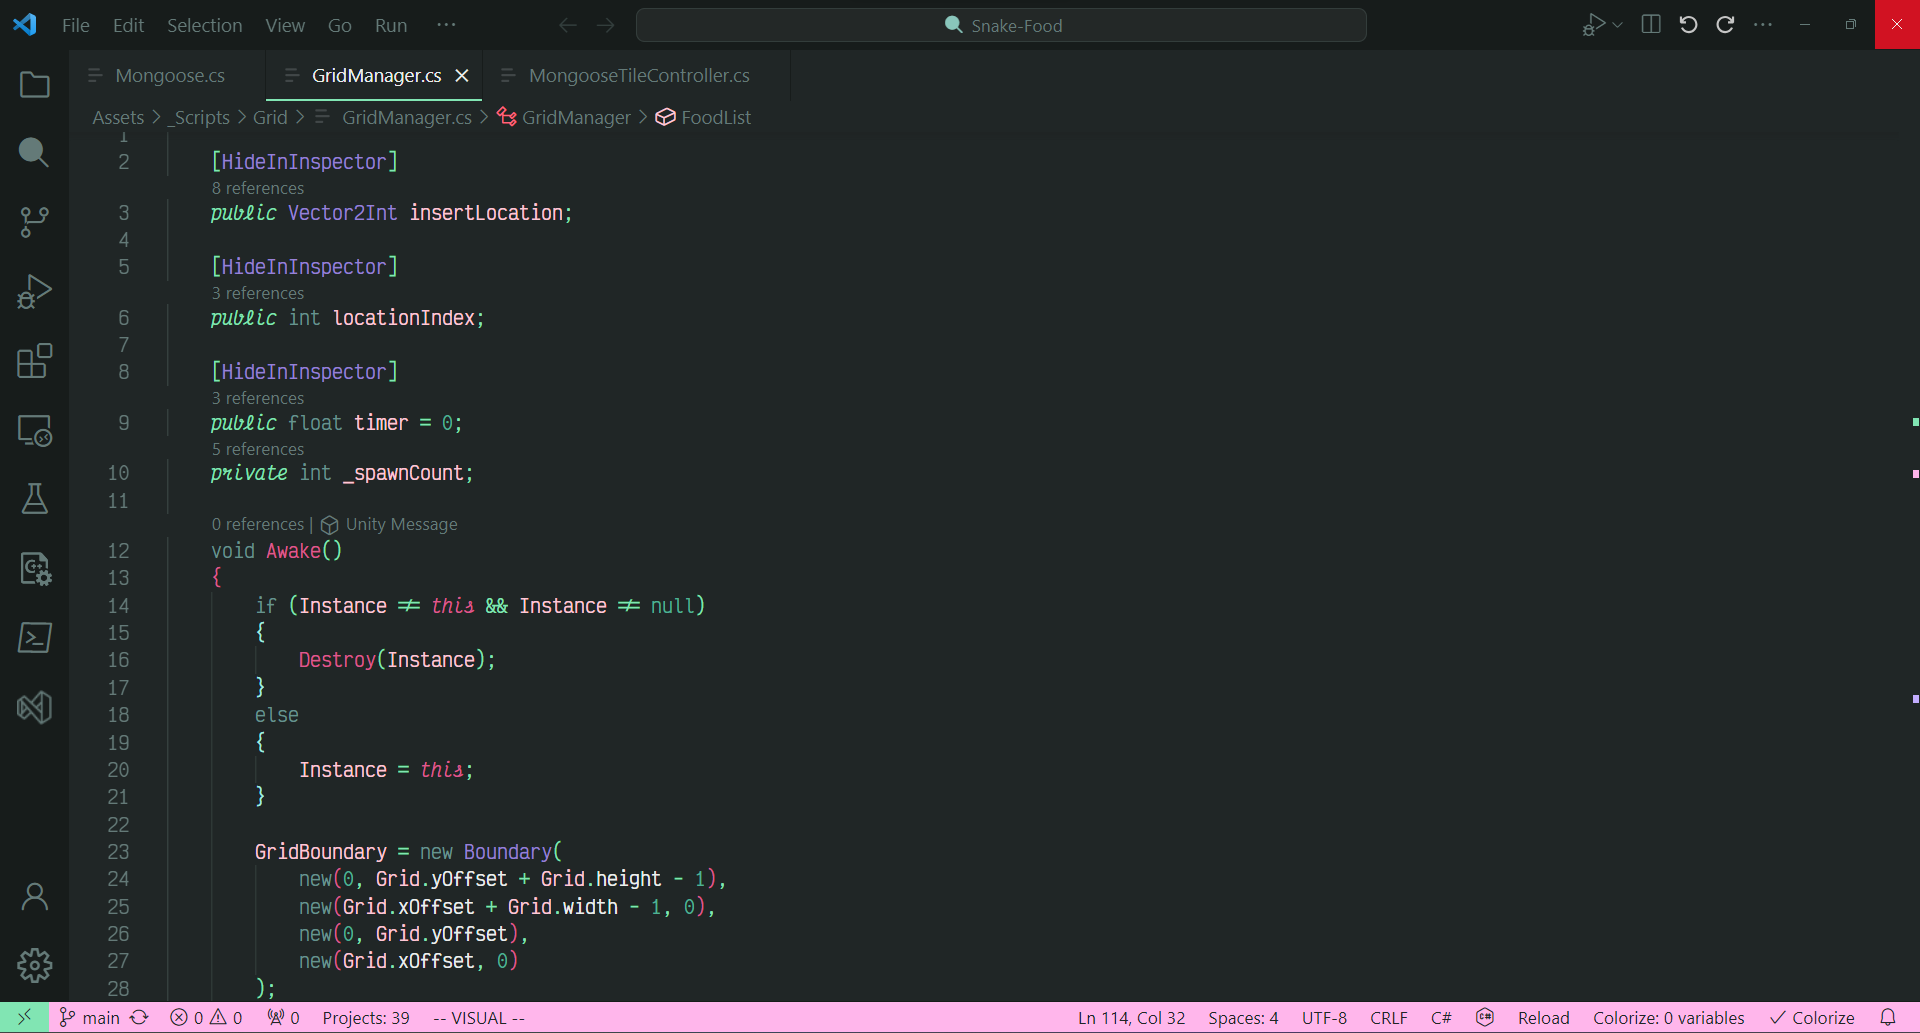 File Edit Selection View Go Run ···
Snake-Food
Mongoose.cs GridManager.cs MongooseTileController.cs
Assets > _Scripts > Grid > GridManager.cs > GridManager > FoodList
1
2 [HideInInspector]
8 references
3 public Vector2Int insertLocation;
4
5 [HideInInspector]
3 references
6 public int locationIndex;
7
8 [HideInInspector]
3 references
9 public float timer = 0;
5 references
10 private int _spawnCount;
11
0 references | Unity Message
12 void Awake()
13 {
14 if (Instance != this && Instance != null)
15 {
16 Destroy(Instance);
17 }
18 else
19 {
20 Instance = this;
21 }
22
23 GridBoundary = new Boundary(
24 new(0, Grid.yOffset + Grid.height - 1),
25 new(Grid.xOffset + Grid.width - 1, 0),
26 new(0, Grid.yOffset),
27 new(Grid.xOffset, 0)
28 );
main 0 0 0 Projects: 39 -- VISUAL -- Ln 114, Col 32 Spaces: 4 UTF-8 CRLF C# Reload Colorize: 0 variables Colorize